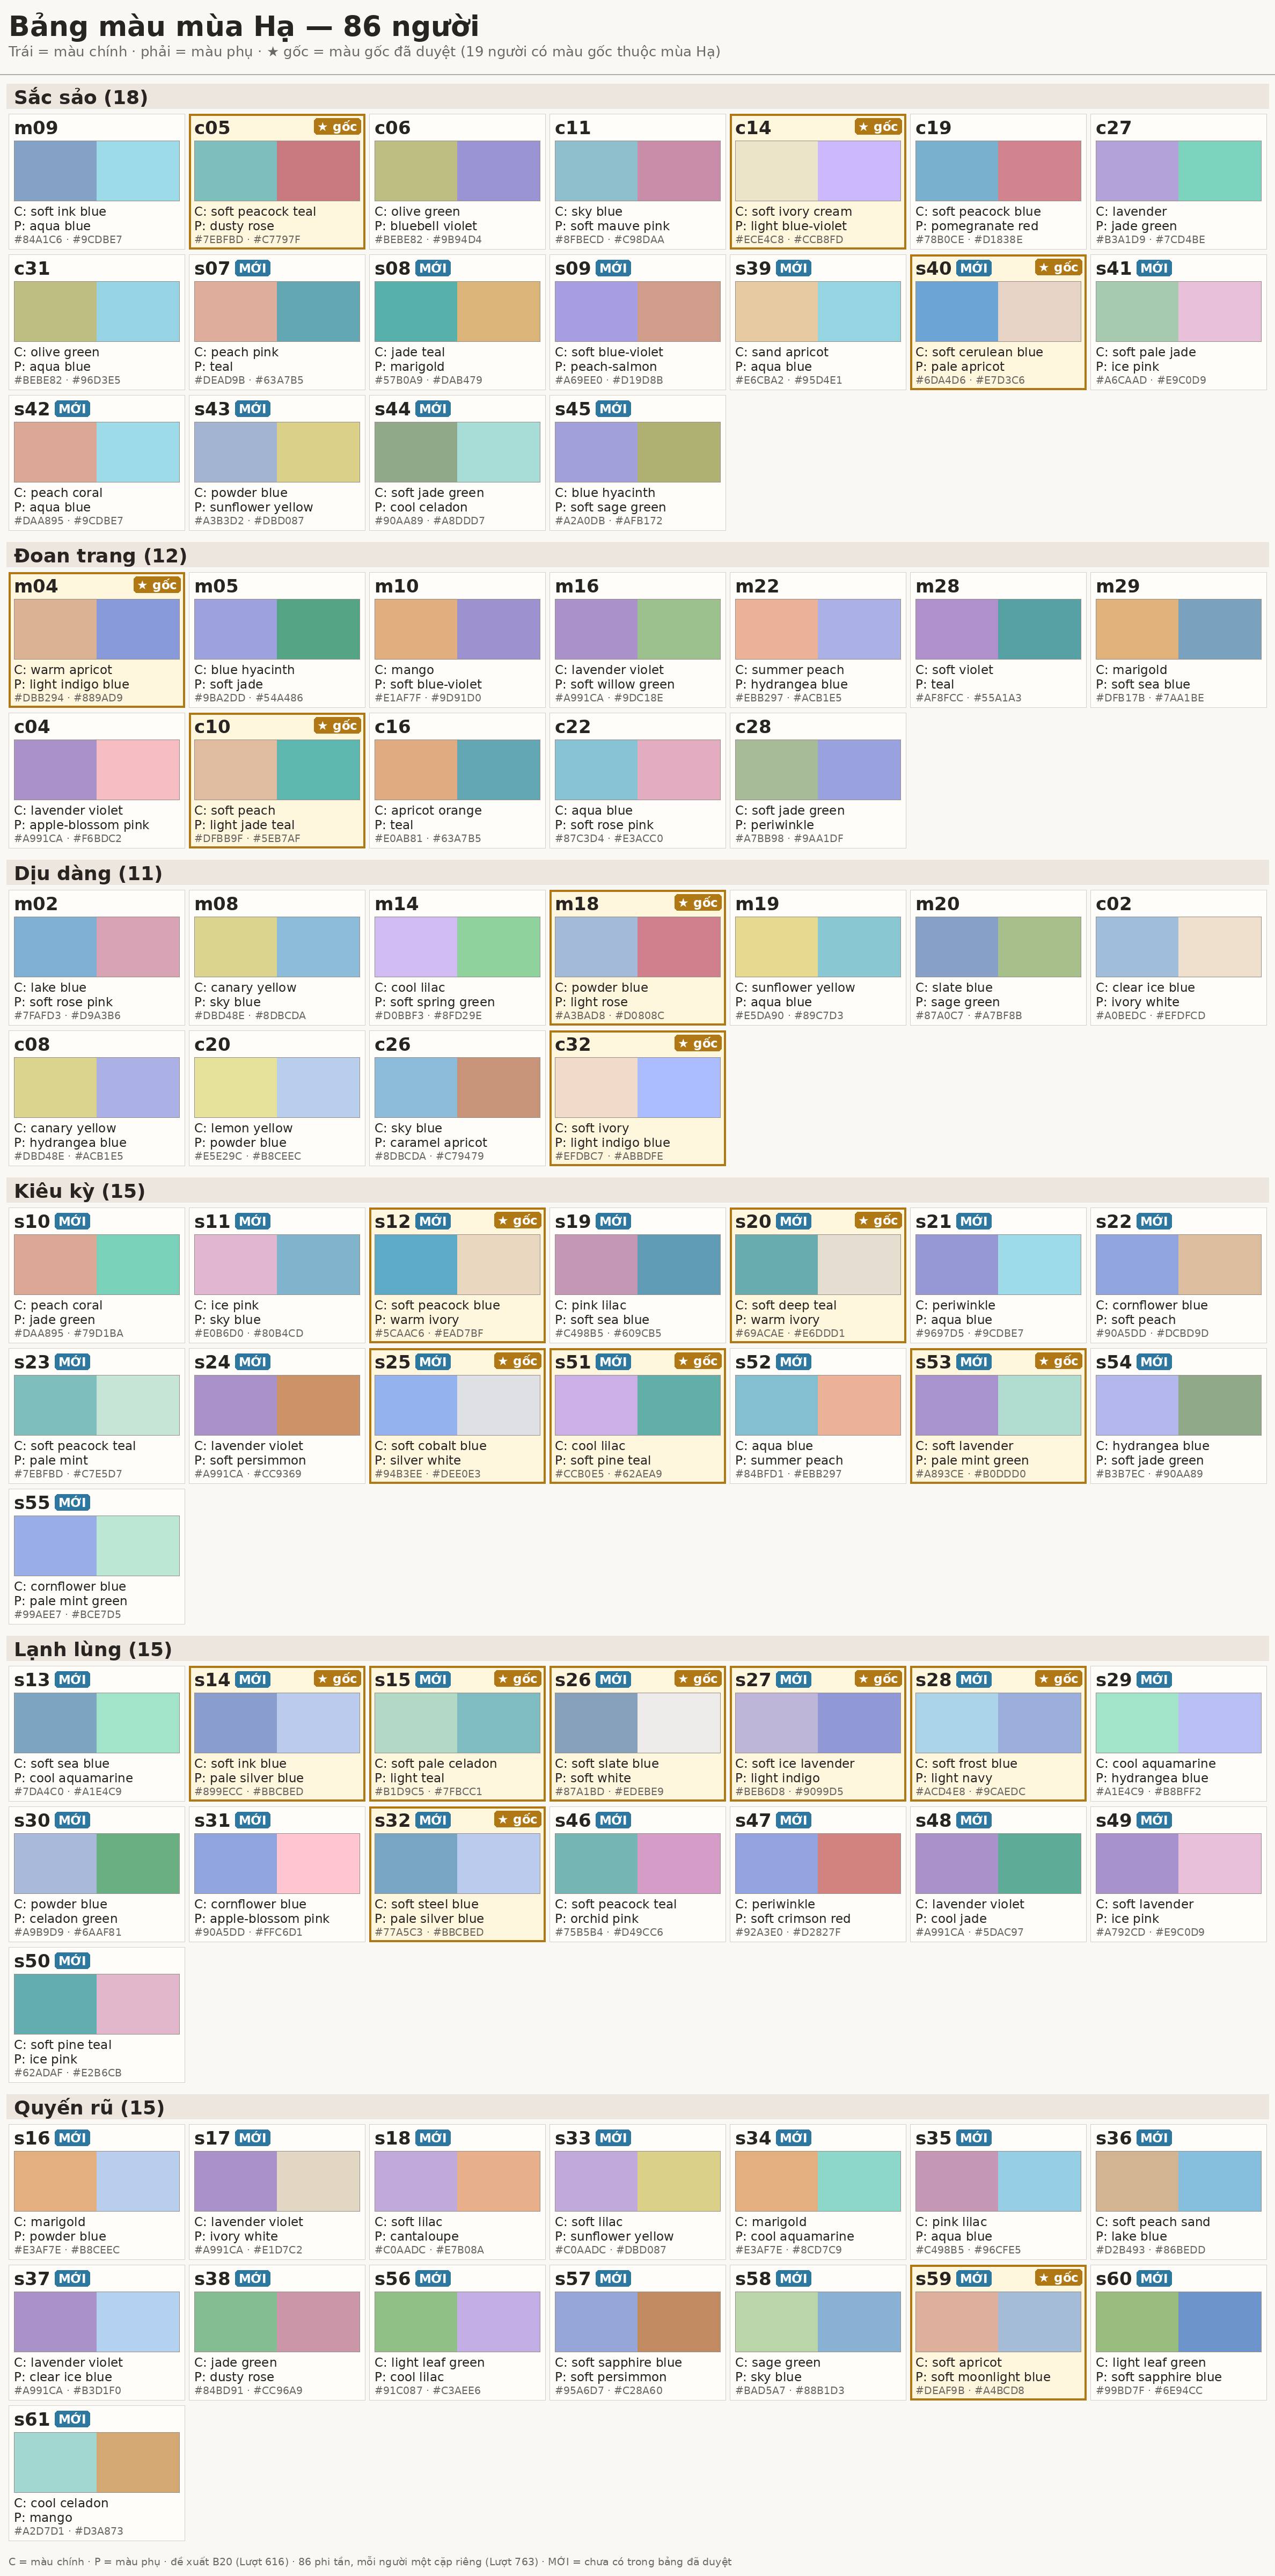 Bảng màu mùa Hạ — 86 người
Trái = màu chính · phải = màu phụ · ★ gốc = màu gốc đã duyệt (19 người có màu gốc thuộc mùa Hạ)
Sắc sảo (18)
m09
C: soft ink blue
P: aqua blue
#84A1C6 · #9CDBE7
c05 ★ gốc
C: soft peacock teal
P: dusty rose
#7EBFBD · #C7797F
c06
C: olive green
P: bluebell violet
#BEBE82 · #9B94D4
c11
C: sky blue
P: soft mauve pink
#8FBECD · #C98DAA
c14 ★ gốc
C: soft ivory cream
P: light blue-violet
#ECE4C8 · #CCB8FD
c19
C: soft peacock blue
P: pomegranate red
#78B0CE · #D1838E
c27
C: lavender
P: jade green
#B3A1D9 · #7CD4BE
c31
C: olive green
P: aqua blue
#BEBE82 · #96D3E5
s07 MỚI
C: peach pink
P: teal
#DEAD9B · #63A7B5
s08 MỚI
C: jade teal
P: marigold
#57B0A9 · #DAB479
s09 MỚI
C: soft blue-violet
P: peach-salmon
#A69EE0 · #D19D8B
s39 MỚI
C: sand apricot
P: aqua blue
#E6CBA2 · #95D4E1
s40 MỚI ★ gốc
C: soft cerulean blue
P: pale apricot
#6DA4D6 · #E7D3C6
s41 MỚI
C: soft pale jade
P: ice pink
#A6CAAD · #E9C0D9
s42 MỚI
C: peach coral
P: aqua blue
#DAA895 · #9CDBE7
s43 MỚI
C: powder blue
P: sunflower yellow
#A3B3D2 · #DBD087
s44 MỚI
C: soft jade green
P: cool celadon
#90AA89 · #A8DDD7
s45 MỚI
C: blue hyacinth
P: soft sage green
#A2A0DB · #AFB172
Đoan trang (12)
m04 ★ gốc
C: warm apricot
P: light indigo blue
#DBB294 · #889AD9
m05
C: blue hyacinth
P: soft jade
#9BA2DD · #54A486
m10
C: mango
P: soft blue-violet
#E1AF7F · #9D91D0
m16
C: lavender violet
P: soft willow green
#A991CA · #9DC18E
m22
C: summer peach
P: hydrangea blue
#EBB297 · #ACB1E5
m28
C: soft violet
P: teal
#AF8FCC · #55A1A3
m29
C: marigold
P: soft sea blue
#DFB17B · #7AA1BE
c04
C: lavender violet
P: apple-blossom pink
#A991CA · #F6BDC2
c10 ★ gốc
C: soft peach
P: light jade teal
#DFBB9F · #5EB7AF
c16
C: apricot orange
P: teal
#E0AB81 · #63A7B5
c22
C: aqua blue
P: soft rose pink
#87C3D4 · #E3ACC0
c28
C: soft jade green
P: periwinkle
#A7BB98 · #9AA1DF
Dịu dàng (11)
m02
C: lake blue
P: soft rose pink
#7FAFD3 · #D9A3B6
m08
C: canary yellow
P: sky blue
#DBD48E · #8DBCDA
m14
C: cool lilac
P: soft spring green
#D0BBF3 · #8FD29E
m18 ★ gốc
C: powder blue
P: light rose
#A3BAD8 · #D0808C
m19
C: sunflower yellow
P: aqua blue
#E5DA90 · #89C7D3
m20
C: slate blue
P: sage green
#87A0C7 · #A7BF8B
c02
C: clear ice blue
P: ivory white
#A0BEDC · #EFDFCD
c08
C: canary yellow
P: hydrangea blue
#DBD48E · #ACB1E5
c20
C: lemon yellow
P: powder blue
#E5E29C · #B8CEEC
c26
C: sky blue
P: caramel apricot
#8DBCDA · #C79479
c32 ★ gốc
C: soft ivory
P: light indigo blue
#EFDBC7 · #ABBDFE
Kiêu kỳ (15)
s10 MỚI
C: peach coral
P: jade green
#DAA895 · #79D1BA
s11 MỚI
C: ice pink
P: sky blue
#E0B6D0 · #80B4CD
s12 MỚI ★ gốc
C: soft peacock blue
P: warm ivory
#5CAAC6 · #EAD7BF
s19 MỚI
C: pink lilac
P: soft sea blue
#C498B5 · #609CB5
s20 MỚI ★ gốc
C: soft deep teal
P: warm ivory
#69ACAE · #E6DDD1
s21 MỚI
C: periwinkle
P: aqua blue
#9697D5 · #9CDBE7
s22 MỚI
C: cornflower blue
P: soft peach
#90A5DD · #DCBD9D
s23 MỚI
C: soft peacock teal
P: pale mint
#7EBFBD · #C7E5D7
s24 MỚI
C: lavender violet
P: soft persimmon
#A991CA · #CC9369
s25 MỚI ★ gốc
C: soft cobalt blue
P: silver white
#94B3EE · #DEE0E3
s51 MỚI ★ gốc
C: cool lilac
P: soft pine teal
#CCB0E5 · #62AEA9
s52 MỚI
C: aqua blue
P: summer peach
#84BFD1 · #EBB297
s53 MỚI ★ gốc
C: soft lavender
P: pale mint green
#A893CE · #B0DDD0
s54 MỚI
C: hydrangea blue
P: soft jade green
#B3B7EC · #90AA89
s55 MỚI
C: cornflower blue
P: pale mint green
#99AEE7 · #BCE7D5
Lạnh lùng (15)
s13 MỚI
C: soft sea blue
P: cool aquamarine
#7DA4C0 · #A1E4C9
s14 MỚI ★ gốc
C: soft ink blue
P: pale silver blue
#899ECC · #BBCBED
s15 MỚI ★ gốc
C: soft pale celadon
P: light teal
#B1D9C5 · #7FBCC1
s26 MỚI ★ gốc
C: soft slate blue
P: soft white
#87A1BD · #EDEBE9
s27 MỚI ★ gốc
C: soft ice lavender
P: light indigo
#BEB6D8 · #9099D5
s28 MỚI ★ gốc
C: soft frost blue
P: light navy
#ACD4E8 · #9CAEDC
s29 MỚI
C: cool aquamarine
P: hydrangea blue
#A1E4C9 · #B8BFF2
s30 MỚI
C: powder blue
P: celadon green
#A9B9D9 · #6AAF81
s31 MỚI
C: cornflower blue
P: apple-blossom pink
#90A5DD · #FFC6D1
s32 MỚI ★ gốc
C: soft steel blue
P: pale silver blue
#77A5C3 · #BBCBED
s46 MỚI
C: soft peacock teal
P: orchid pink
#75B5B4 · #D49CC6
s47 MỚI
C: periwinkle
P: soft crimson red
#92A3E0 · #D2827F
s48 MỚI
C: lavender violet
P: cool jade
#A991CA · #5DAC97
s49 MỚI
C: soft lavender
P: ice pink
#A792CD · #E9C0D9
s50 MỚI
C: soft pine teal
P: ice pink
#62ADAF · #E2B6CB
Quyến rũ (15)
s16 MỚI
C: marigold
P: powder blue
#E3AF7E · #B8CEEC
s17 MỚI
C: lavender violet
P: ivory white
#A991CA · #E1D7C2
s18 MỚI
C: soft lilac
P: cantaloupe
#C0AADC · #E7B08A
s33 MỚI
C: soft lilac
P: sunflower yellow
#C0AADC · #DBD087
s34 MỚI
C: marigold
P: cool aquamarine
#E3AF7E · #8CD7C9
s35 MỚI
C: pink lilac
P: aqua blue
#C498B5 · #96CFE5
s36 MỚI
C: soft peach sand
P: lake blue
#D2B493 · #86BEDD
s37 MỚI
C: lavender violet
P: clear ice blue
#A991CA · #B3D1F0
s38 MỚI
C: jade green
P: dusty rose
#84BD91 · #CC96A9
s56 MỚI
C: light leaf green
P: cool lilac
#91C087 · #C3AEE6
s57 MỚI
C: soft sapphire blue
P: soft persimmon
#95A6D7 · #C28A60
s58 MỚI
C: sage green
P: sky blue
#BAD5A7 · #88B1D3
s59 MỚI ★ gốc
C: soft apricot
P: soft moonlight blue
#DEAF9B · #A4BCD8
s60 MỚI
C: light leaf green
P: soft sapphire blue
#99BD7F · #6E94CC
s61 MỚI
C: cool celadon
P: mango
#A2D7D1 · #D3A873
C = màu chính · P = màu phụ · đề xuất B20 (Lượt 616) · 86 phi tần, mỗi người một cặp riêng (Lượt 763) · MỚI = chưa có trong bảng đã duyệt